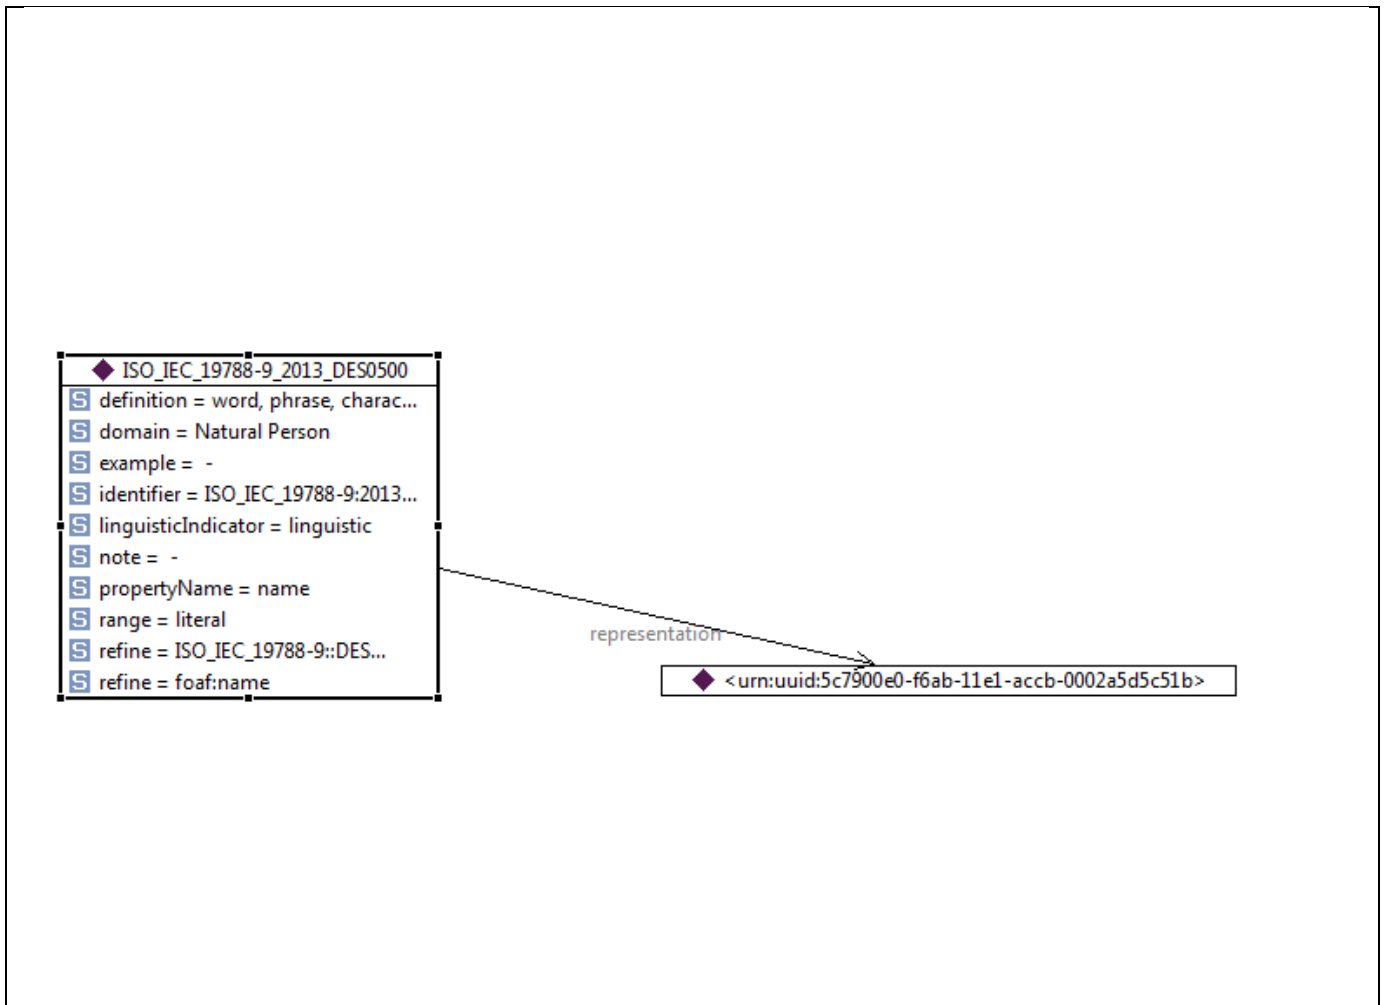 ISO_IEC_19788-9_2013_DES0500
S definition = word, phrase, charac...
S domain = Natural Person
S example = -
S identifier = ISO_IEC_19788-9:2013...
S linguisticIndicator = linguistic
S note = -
S propertyName = name
S range = literal
S refine = ISO_IEC_19788-9::DES...
S refine = foaf:name
representation
<urn:uuid:5c7900e0-f6ab-11e1-accb-0002a5d5c51b>